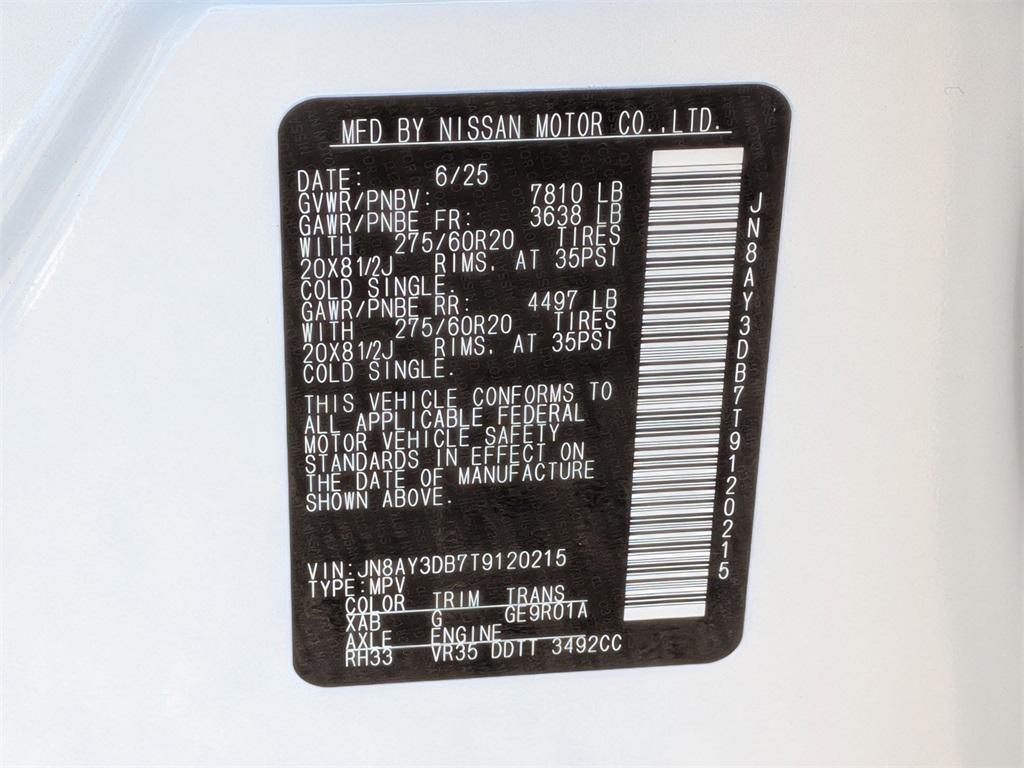 MFD BY NISSAN MOTOR CO.,LTD.
DATE: 6/25
GVWR/PNBV: 7810 LB
GAWR/PNBE FR: 3638 LB
WITH 275/60R20 TIRES
20X81/2J RIMS, AT 35PSI
COLD SINGLE.
GAWR/PNBE RR: 4497 LB
WITH 275/60R20 TIRES
20X81/2J RIMS, AT 35PSI
COLD SINGLE.
THIS VEHICLE CONFORMS TO
ALL APPLICABLE FEDERAL
MOTOR VEHICLE SAFETY
STANDARDS IN EFFECT ON
THE DATE OF MANUFACTURE
SHOWN ABOVE.
VIN:JN8AY3DB7T9120215
TYPE:MPV
COLOR TRIM TRANS
XAB G GE9R01A
AXLE ENGINE
RH33 VR35 DDTT 3492CC
JN8AY3DB7T9120215